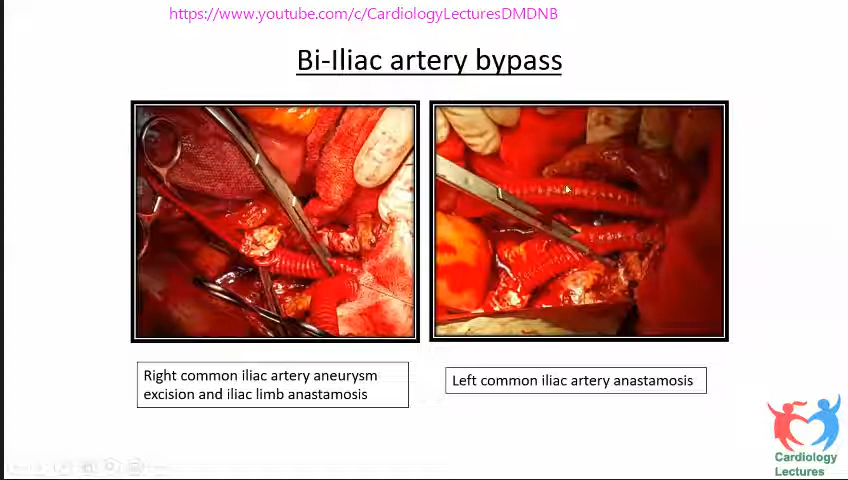 https://www.youtube.com/c/CardiologyLecturesDMDNB
Bi-Iliac artery bypass
Right common iliac artery aneurysm
excision and iliac limb anastamosis
Left common iliac artery anastamosis
Cardiology
Lectures